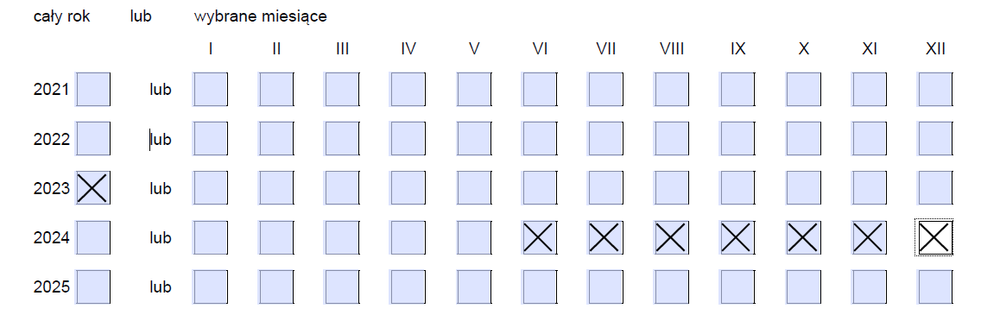 cały rok lub wybrane miesiące
I II III IV V VI VII VIII IX X XI XII
2021 lub
2022 lub
2023 lub
2024 lub
2025 lub